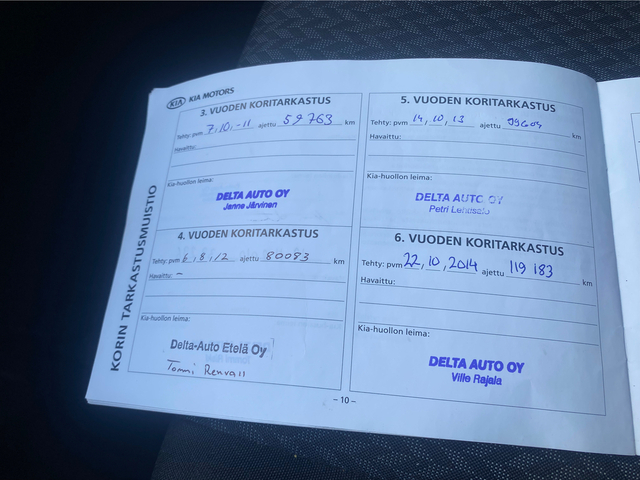 KIA KIA MOTORS
KORIN TARKASTUSMUISTIO
3. VUODEN KORITARKASTUS
Tehty: pvm 7.10.-11 ajettu 59763 km
Havaittu:
Kia-huollon leima:
DELTA AUTO OY
Janne Järvinen
4. VUODEN KORITARKASTUS
Tehty: pvm 6.8.12 ajettu 80083 km
Havaittu: –
Kia-huollon leima:
Delta-Auto Etelä Oy
Tommi Renvall
5. VUODEN KORITARKASTUS
Tehty: pvm 14.10.13 ajettu km
Havaittu:
Kia-huollon leima:
DELTA AUTO OY
Petri
6. VUODEN KORITARKASTUS
Tehty: pvm 22.10.2014 ajettu 119 183 km
Havaittu:
Kia-huollon leima:
DELTA AUTO OY
Ville Rajala
– 10 –